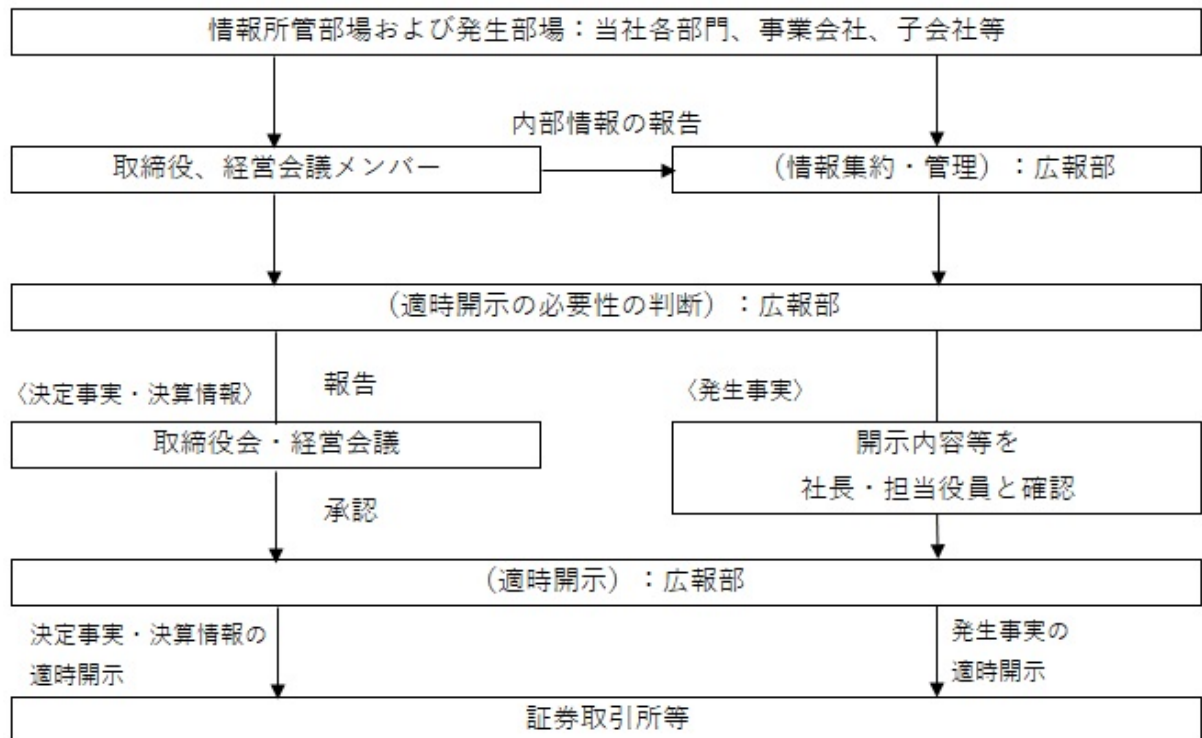 情報所管部場および発生部場：当社各部門、事業会社、子会社等
内部情報の報告
取締役、経営会議メンバー
（情報集約・管理）：広報部
（適時開示の必要性の判断）：広報部
〈決定事実・決算情報〉
報告
〈発生事実〉
取締役会・経営会議
開示内容等を
社長・担当役員と確認
承認
（適時開示）：広報部
決定事実・決算情報の
適時開示
発生事実の
適時開示
証券取引所等